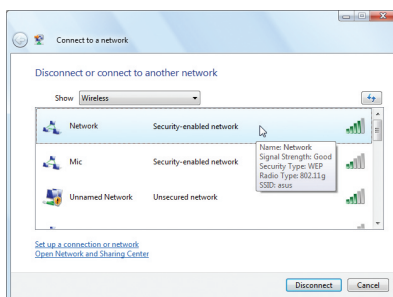 Connect to a network
Disconnect or connect to another network
Show Wireless
Network Security-enabled network
Name: Network
Signal Strength: Good
Security Type: WEP
Radio Type: 802.11g
SSID: asus
Mic Security-enabled network
Unnamed Network Unsecured network
Set up a connection or network
Open Network and Sharing Center
Disconnect Cancel